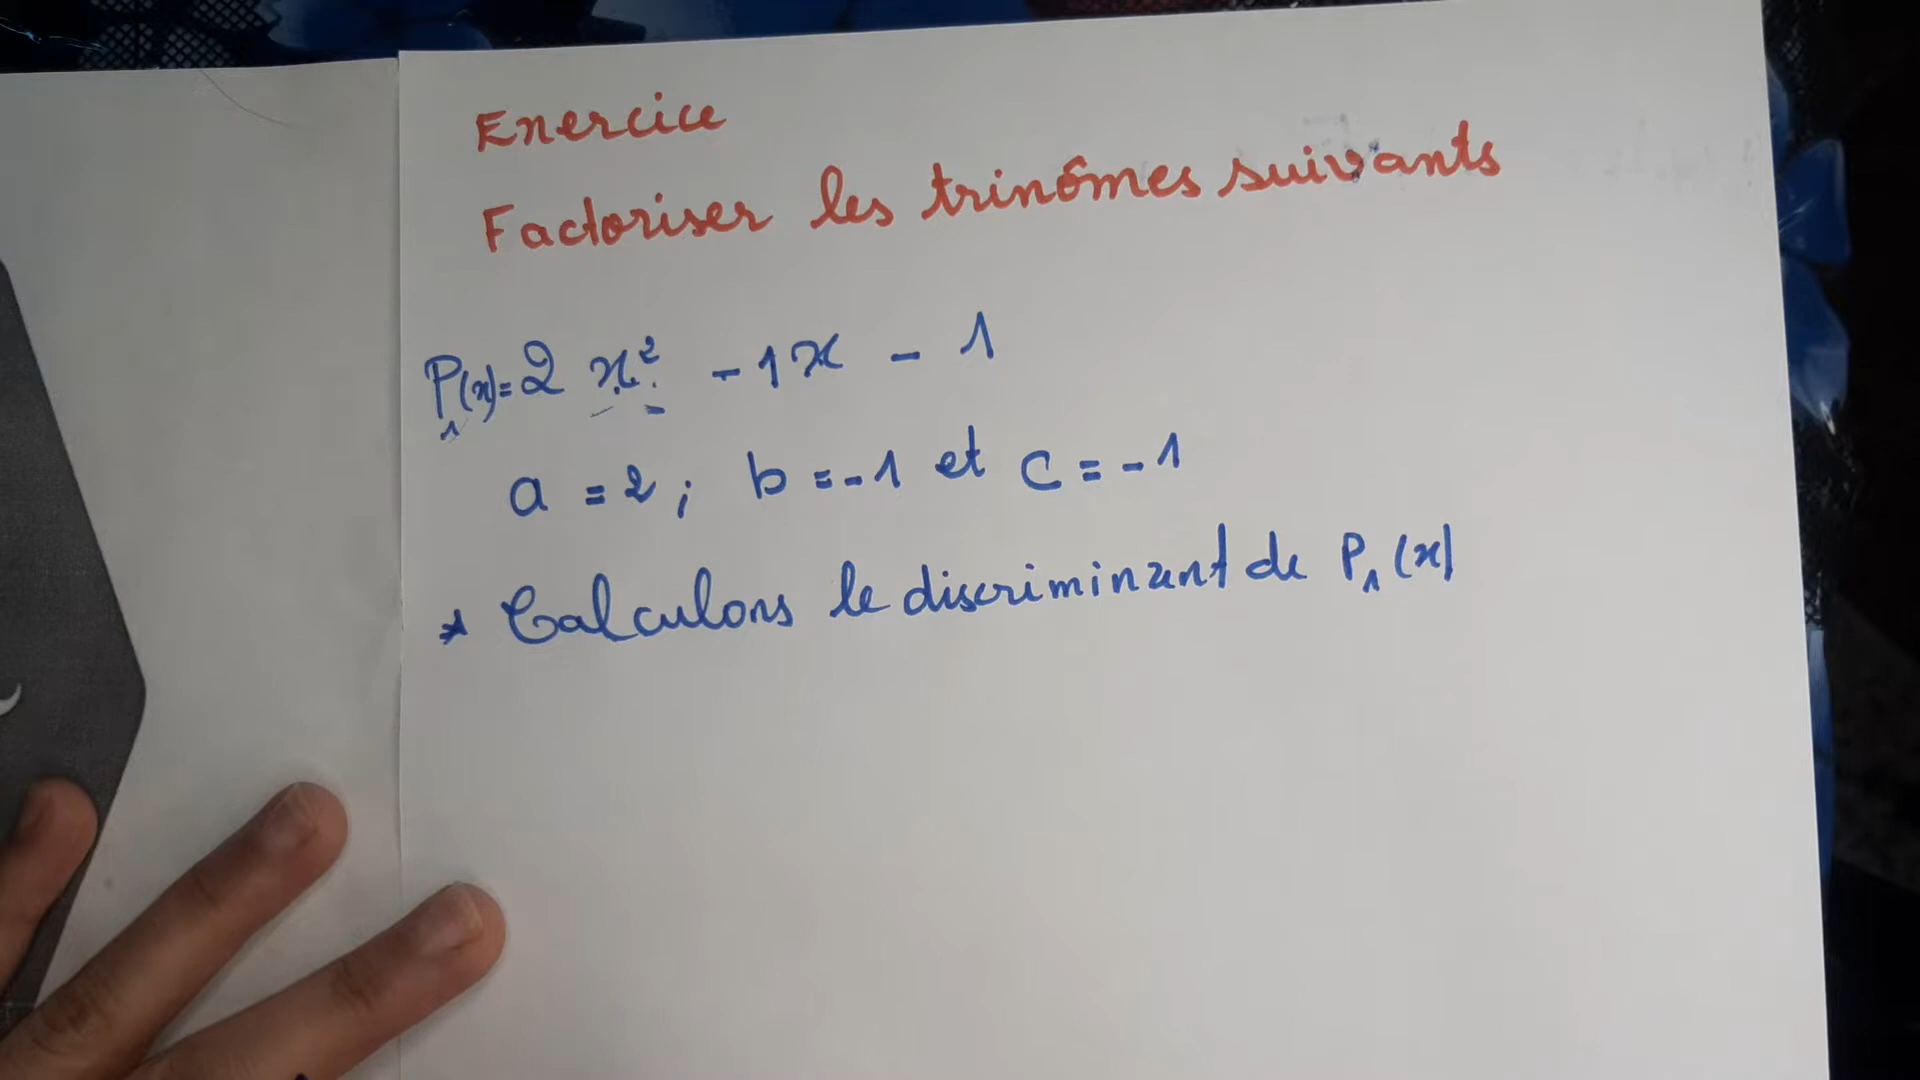 Exercice
Factoriser les trinômes suivants
P₁(x)=2x² -1x - 1
a = 2 ; b = -1 et c = -1
* Calculons le discriminant de P₁(x)